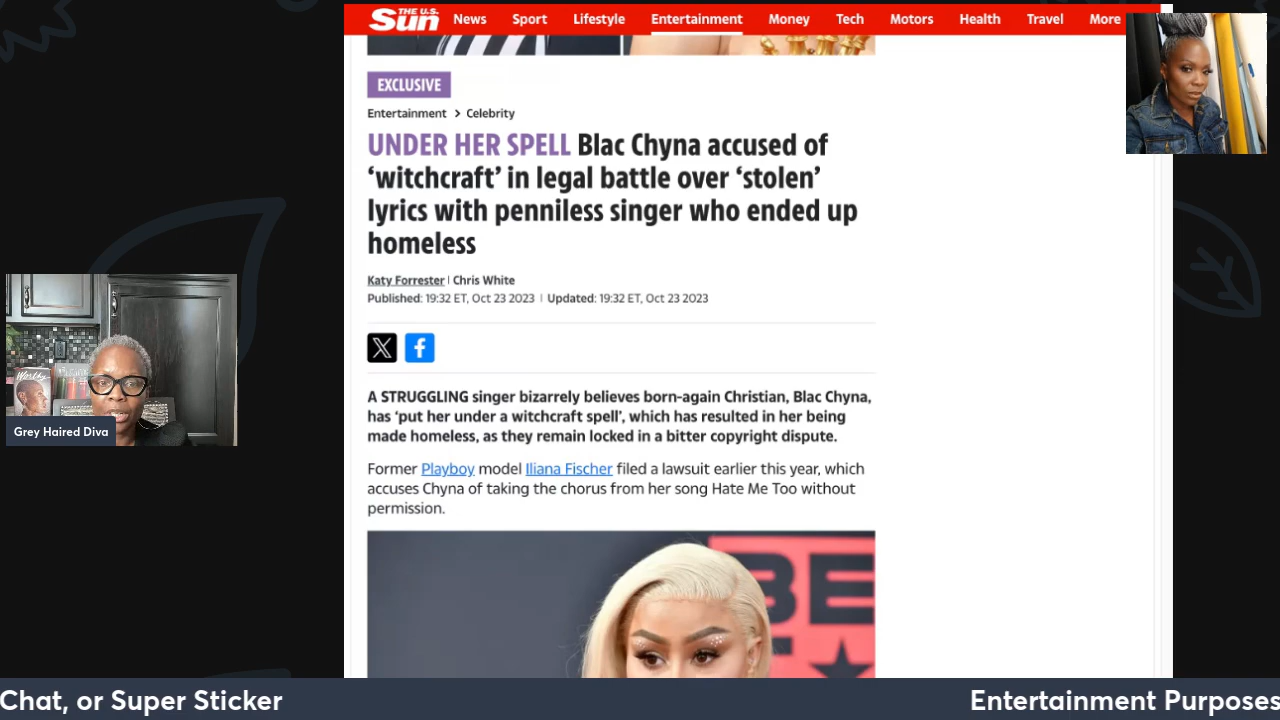 THE U.S.
Sun
News Sport Lifestyle Entertainment Money Tech Motors Health Travel More
EXCLUSIVE
Entertainment > Celebrity
UNDER HER SPELL Blac Chyna accused of
‘witchcraft’ in legal battle over ‘stolen’
lyrics with penniless singer who ended up
homeless
Katy Forrester | Chris White
Published: 19:32 ET, Oct 23 2023 | Updated: 19:32 ET, Oct 23 2023
A STRUGGLING singer bizarrely believes born-again Christian, Blac Chyna,
has ‘put her under a witchcraft spell’, which has resulted in her being
made homeless, as they remain locked in a bitter copyright dispute.
Former Playboy model Iliana Fischer filed a lawsuit earlier this year, which
accuses Chyna of taking the chorus from her song Hate Me Too without
permission.
BE
Worthy
Grey Haired Diva
Chat, or Super Sticker
Entertainment Purposes